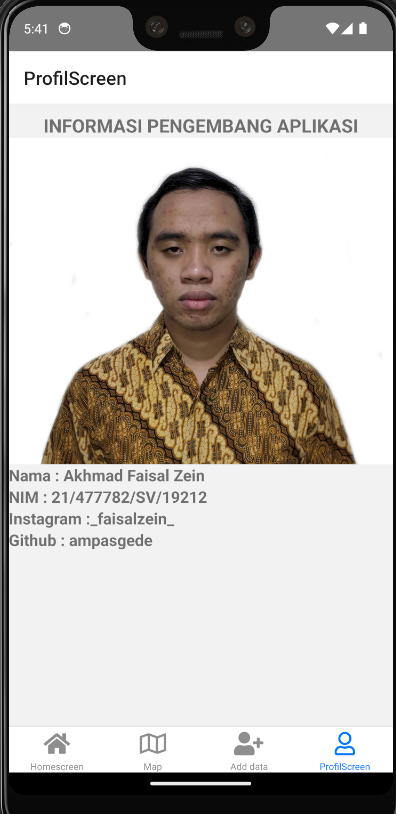 5:41
ProfilScreen
INFORMASI PENGEMBANG APLIKASI
Nama : Akhmad Faisal Zein
NIM : 21/477782/SV/19212
Instagram :_faisalzein_
Github : ampasgede
Homescreen
Map
Add data
ProfilScreen